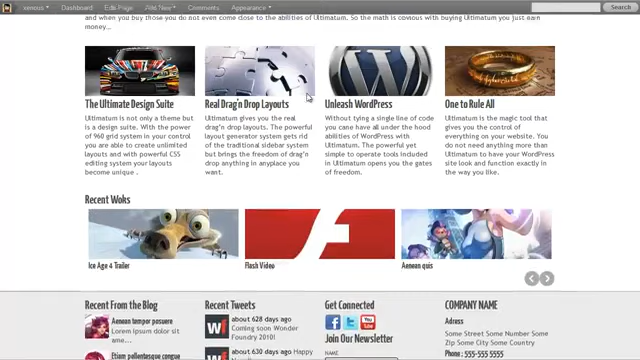 xenous Dashboard Edit Page Add New Comments Appearance Search
and when you buy those you do not even come close to the abilities of Ultimatum. So the math is obvious with buying Ultimatum you just earn
money...
The Ultimate Design Suite
Ultimatum is not only a theme but
is a design suite. With the power
of 960 grid system in your control
you are able to create unlimited
layouts and with powerful CSS
editing system your layouts
become unique .
Real Drag'n Drop Layouts
Ultimatum gives you the real
drag'n drop layouts. The powerful
layout generator system gets rid
of the traditional sidebar system
but brings the freedom of drag'n
drop anything in anyplace you
want.
Unleash WordPress
Without tying a single line of code
you cane have all under the hood
abilities of WordPress with
Ultimatum. The powerful yet
simple to operate tools included
in Ultimatum opens you the gates
of freedom.
One to Rule All
Ultimatum is the magic tool that
gives you the control of
everything on your website. You
do not need anything more than
Ultimatum to have your WordPress
site look and function exactly in
the way you like.
Recent Woks
Ice Age 4 Trailer
Flash Video
Aenean quis
Recent From the Blog
Aenean tempor posuere
Lorem ipsum dolor sit
ame...
Etiam pellentesque congue
Recent Tweets
about 628 days ago
Coming soon Wonder
Foundry 2010!
about 630 days ago Happy
Get Connected
You
Join Our Newsletter
NAME
COMPANY NAME
Adress
Some Street Some Number Some
Zip Some City Some Country
Phone : 555-555 5555